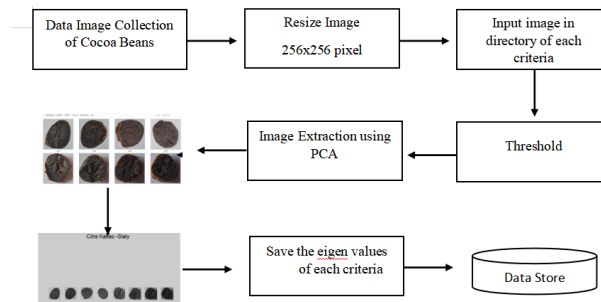 Data Image Collection
of Cocoa Beans
Resize Image
256x256 pixel
Input image in
directory of each
criteria
Threshold
Image Extraction using
PCA
Citra Kakao -Slaty
Save the eigen values
of each criteria
Data Store